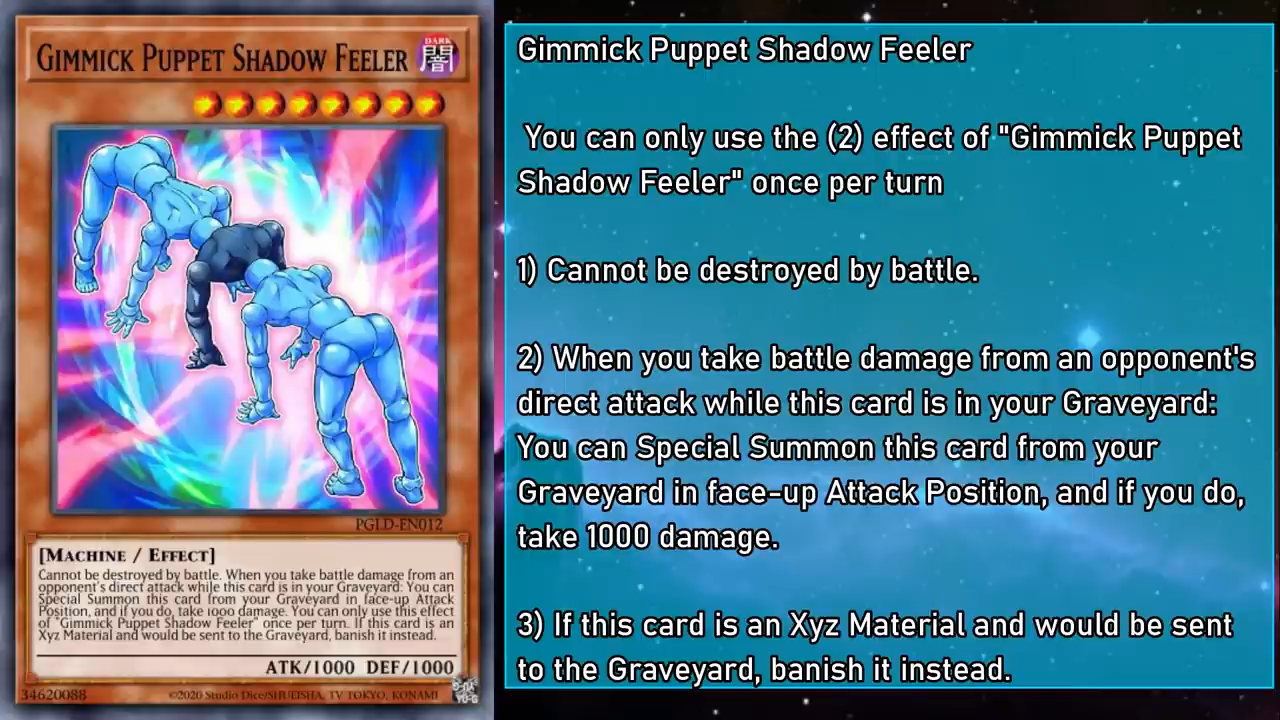 GIMMICK PUPPET SHADOW FEELER
DARK
闇
PGLD-EN012
[MACHINE / EFFECT]
Cannot be destroyed by battle. When you take battle damage from an
opponent's direct attack while this card is in your Graveyard: You can
Special Summon this card from your Graveyard in face-up Attack
Position, and if you do, take 1000 damage. You can only use this effect
of "Gimmick Puppet Shadow Feeler" once per turn. If this card is an
Xyz Material and would be sent to the Graveyard, banish it instead.
ATK/1000 DEF/1000
34620088
©2020 Studio Dice/SHUEISHA, TV TOKYO, KONAMI
Gimmick Puppet Shadow Feeler
You can only use the (2) effect of "Gimmick Puppet
Shadow Feeler" once per turn
1) Cannot be destroyed by battle.
2) When you take battle damage from an opponent's
direct attack while this card is in your Graveyard:
You can Special Summon this card from your
Graveyard in face-up Attack Position, and if you do,
take 1000 damage.
3) If this card is an Xyz Material and would be sent
to the Graveyard, banish it instead.